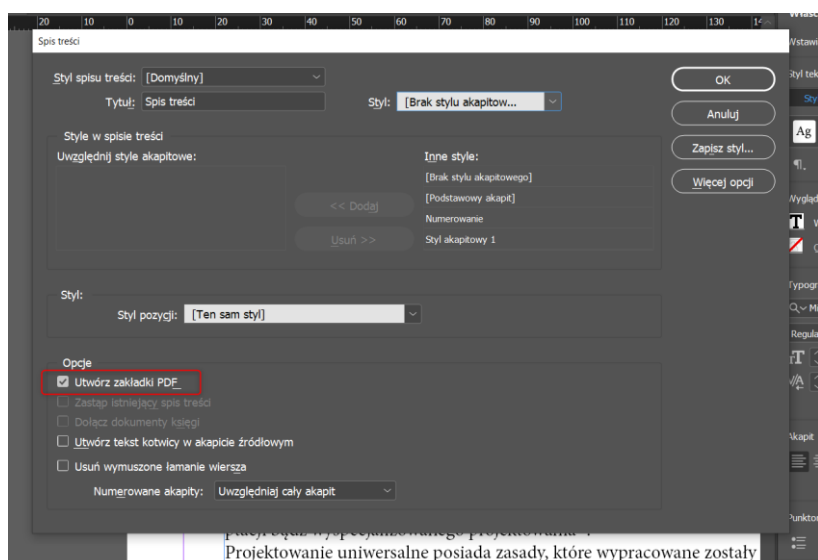 20 10 0 10 20 30 40 50 60 70 80 90 100 110 120 130
Spis treści
Wstawi
Styl spisu treści: [Domyślny]
OK
Styl tek
Tytuł: Spis treści
Styl: [Brak stylu akapitow...
Sty
Anuluj
Ag
Style w spisie treści
Zapisz styl...
Uwzględnij style akapitowe:
Inne style:
[Brak stylu akapitowego]
Więcej opcji
[Podstawowy akapit]
Wygląd
<< Dodaj
Numerowanie
Usuń >>
Styl akapitowy 1
Styl:
Typogr
Styl pozycji: [Ten sam styl]
Regula
Opcje
Utwórz zakładki PDF
Zastąp istniejący spis treści
Dołącz dokumenty księgi
Utwórz tekst kotwicy w akapicie źródłowym
Akapit
Usuń wymuszone łamanie wiersza
Numerowane akapity: Uwzględniaj cały akapit
Punktor
Projektowanie uniwersalne posiada zasady, które wypracowane zostały